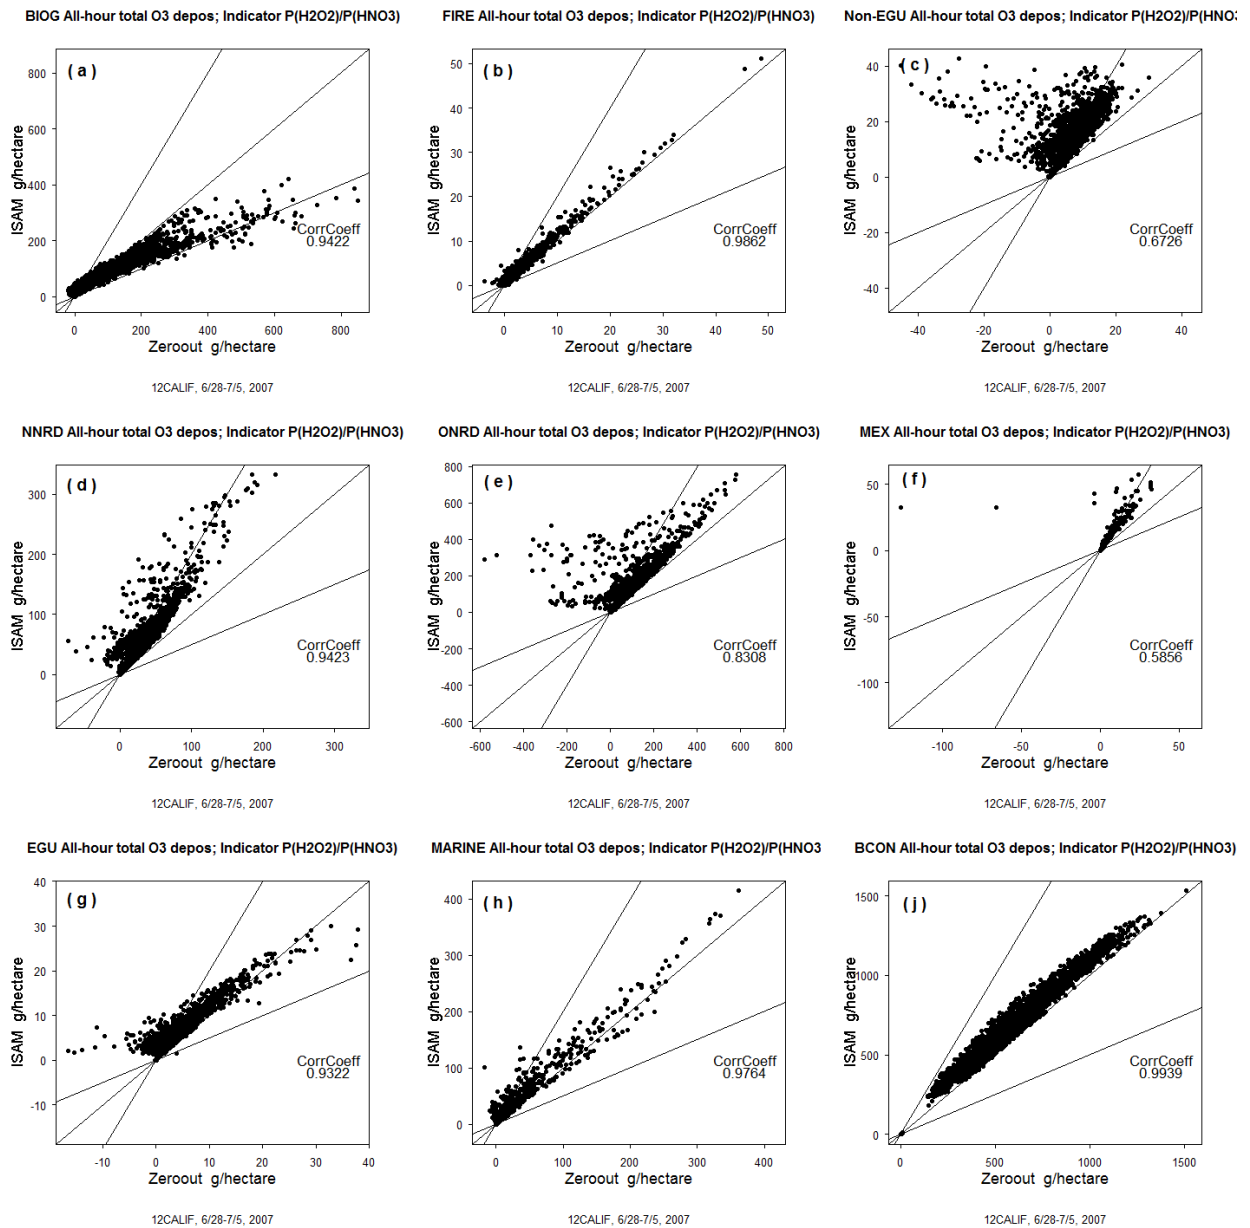 BIOG All-hour total O3 depos; Indicator P(H2O2)/P(HNO3)
( a )
ISAM g/hectare
800
600
400
200
0
CorrCoeff
0.9422
0 200 400 600 800
Zeroout g/hectare
12CALIF, 6/28-7/5, 2007
FIRE All-hour total O3 depos; Indicator P(H2O2)/P(HNO3)
( b )
ISAM g/hectare
50
40
30
20
10
0
CorrCoeff
0.9862
0 10 20 30 40 50
Zeroout g/hectare
12CALIF, 6/28-7/5, 2007
Non-EGU All-hour total O3 depos; Indicator P(H2O2)/P(HNO3
( c )
ISAM g/hectare
40
20
0
-20
-40
CorrCoeff
0.6726
-40 -20 0 20 40
Zeroout g/hectare
12CALIF, 6/28-7/5, 2007
NNRD All-hour total O3 depos; Indicator P(H2O2)/P(HNO3)
( d )
ISAM g/hectare
300
200
100
0
CorrCoeff
0.9423
0 100 200 300
Zeroout g/hectare
12CALIF, 6/28-7/5, 2007
ONRD All-hour total O3 depos; Indicator P(H2O2)/P(HNO3)
( e )
ISAM g/hectare
800
600
400
200
0
-200
-400
-600
CorrCoeff
0.8308
-600 -400 -200 0 200 400 600 800
Zeroout g/hectare
12CALIF, 6/28-7/5, 2007
MEX All-hour total O3 depos; Indicator P(H2O2)/P(HNO3)
( f )
ISAM g/hectare
50
0
-50
-100
CorrCoeff
0.5856
-100 -50 0 50
Zeroout g/hectare
12CALIF, 6/28-7/5, 2007
EGU All-hour total O3 depos; Indicator P(H2O2)/P(HNO3)
( g )
ISAM g/hectare
40
30
20
10
0
-10
CorrCoeff
0.9322
-10 0 10 20 30 40
Zeroout g/hectare
12CALIF, 6/28-7/5, 2007
MARINE All-hour total O3 depos; Indicator P(H2O2)/P(HNO3
( h )
ISAM g/hectare
400
300
200
100
0
CorrCoeff
0.9764
0 100 200 300 400
Zeroout g/hectare
12CALIF, 6/28-7/5, 2007
BCON All-hour total O3 depos; Indicator P(H2O2)/P(HNO3)
( j )
ISAM g/hectare
1500
1000
500
0
CorrCoeff
0.9939
0 500 1000 1500
Zeroout g/hectare
12CALIF, 6/28-7/5, 2007